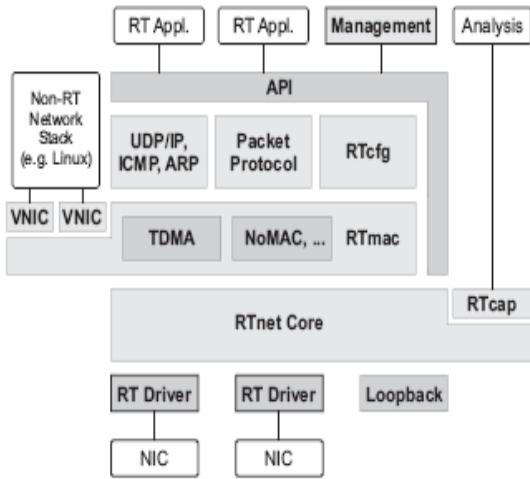 RT Appl.
RT Appl.
Management
Analysis
API
Non-RT
Network
Stack
(e.g. Linux)
UDP/IP,
ICMP, ARP
Packet
Protocol
RTcfg
VNIC
VNIC
TDMA
NoMAC, ...
RTmac
RTnet Core
RTcap
RT Driver
RT Driver
Loopback
NIC
NIC